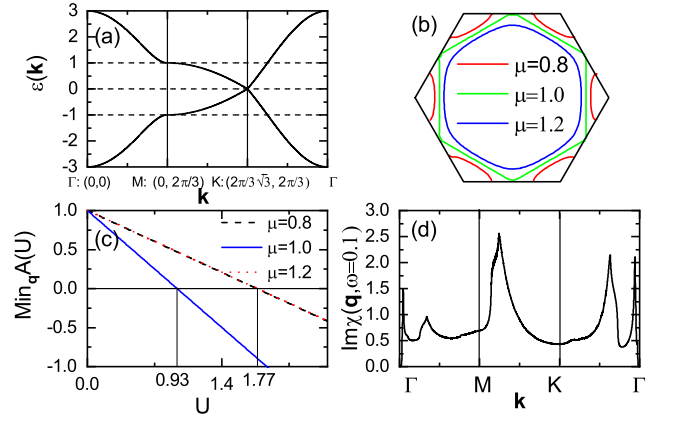 (a)
3
2
1
0
-1
-2
-3
ε(k)
Γ: (0,0) M: (0, 2π/3) K:(2π/3√3, 2π/3) Γ
k
(b)
μ=0.8
μ=1.0
μ=1.2
(c)
1.0
0.5
0.0
-0.5
-1.0
MinqA(U)
μ=0.8
μ=1.0
μ=1.2
0.0 0.93 1.4 1.77
U
(d)
3.0
2.5
2.0
1.5
1.0
0.5
0.0
Imχ(q,ω=0.1)
Γ M K Γ
k